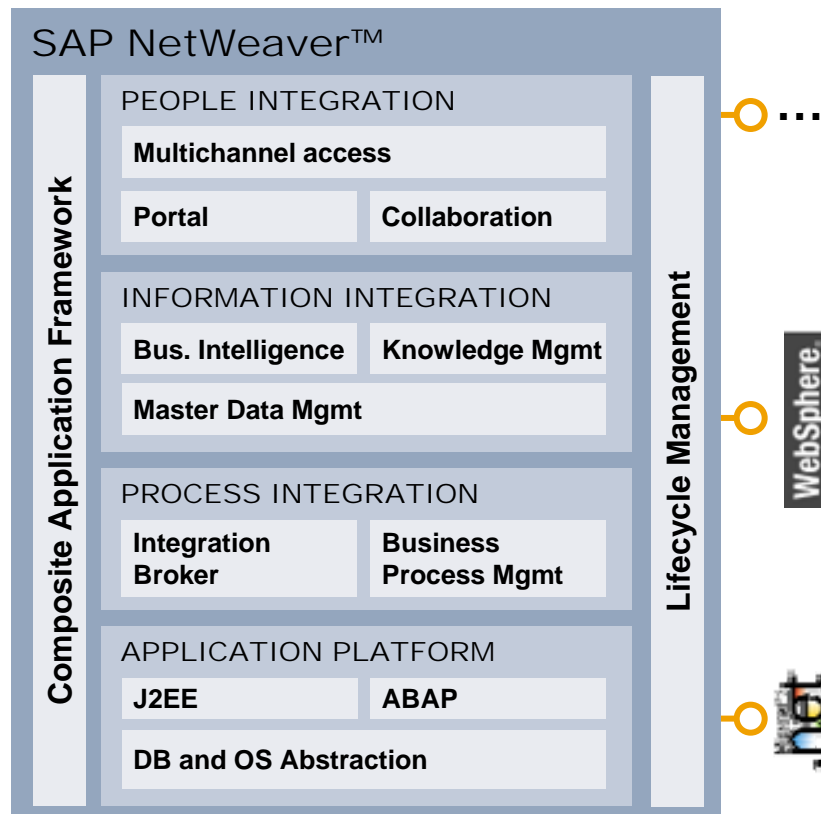 SAP NetWeaver™
Composite Application Framework
PEOPLE INTEGRATION
Multichannel access
Portal
Collaboration
INFORMATION INTEGRATION
Bus. Intelligence
Knowledge Mgmt
Master Data Mgmt
PROCESS INTEGRATION
Integration
Broker
Business
Process Mgmt
APPLICATION PLATFORM
J2EE
ABAP
DB and OS Abstraction
Lifecycle Management
...
WebSphere.
Microsoft
.net